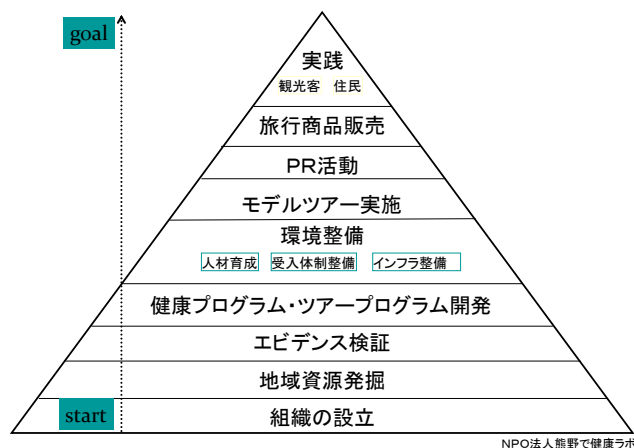 goal
実践
観光客 住民
旅行商品販売
PR活動
モデルツアー実施
環境整備
人材育成 受入体制整備 インフラ整備
健康プログラム・ツアープログラム開発
エビデンス検証
地域資源発掘
start
組織の設立
NPO法人熊野で健康ラボ